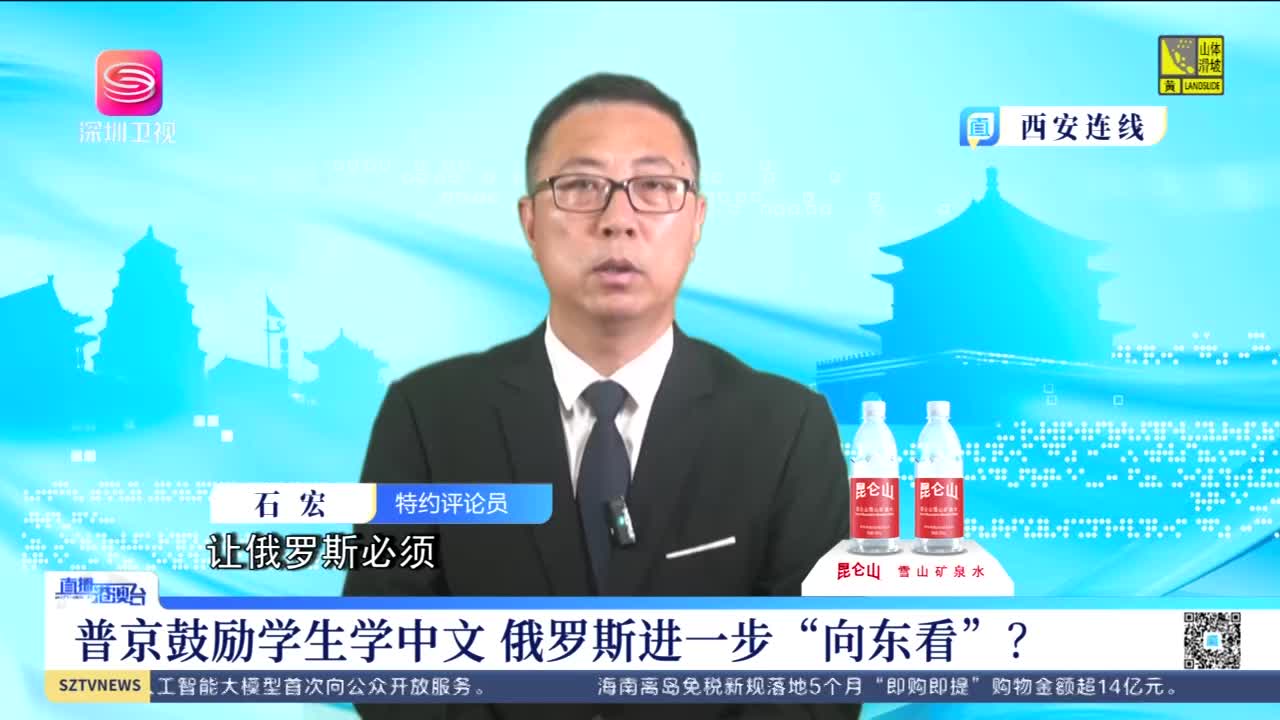 深圳卫视
山体
滑坡
黄 LANDSLIDE
直 西安连线
昆仑山 昆仑山
昆仑山 雪山矿泉水
石宏 特约评论员
让俄罗斯必须
直播港澳台
普京鼓励学生学中文 俄罗斯进一步“向东看”？
SZTVNEWS 人工智能大模型首次向公众开放服务。 海南离岛免税新规落地5个月“即购即提”购物金额超14亿元。